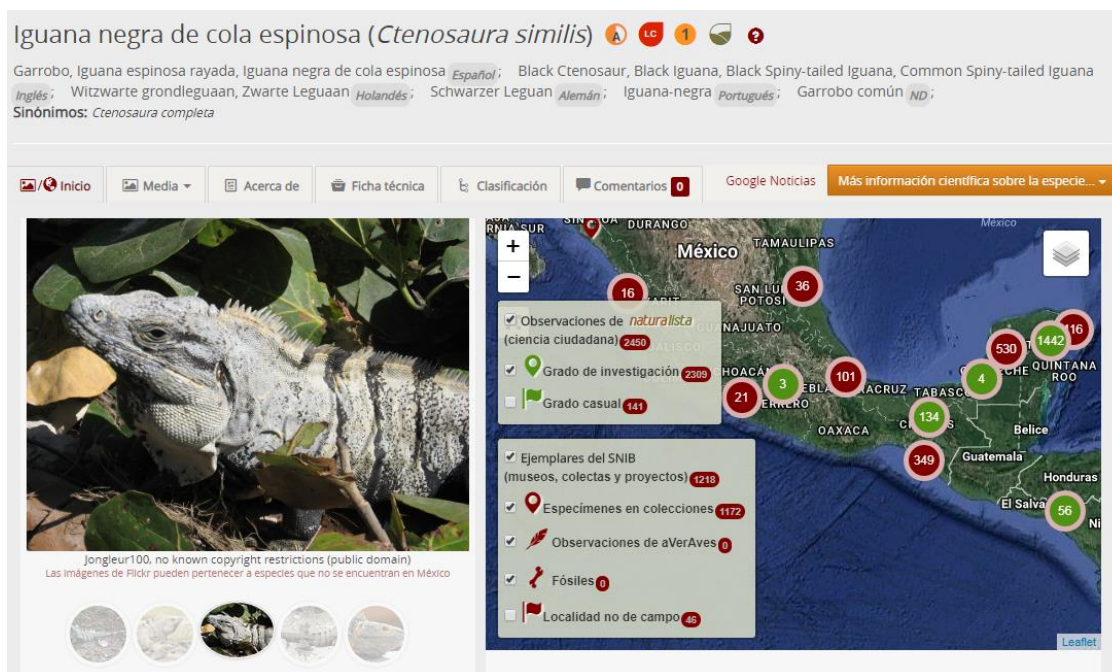 Iguana negra de cola espinosa (Ctenosaura similis) A LC 1 ?
Garrobo, Iguana espinosa rayada, Iguana negra de cola espinosa Español; Black Ctenosaur, Black Iguana, Black Spiny-tailed Iguana, Common Spiny-tailed Iguana
Inglés; Witzwarte grondleguaan, Zwarte Leguaan Holandés; Schwarzer Leguan Alemán; Iguana-negra Portugués; Garrobo común ND;
Sinónimos: Ctenosaura completa
/ Inicio
Media
Acerca de
Ficha técnica
Clasificación
Comentarios 0
Google Noticias
Más información científica sobre la especie...
Jongleur100, no known copyright restrictions (public domain)
Las imágenes de Flickr pueden pertenecer a especies que no se encuentran en México
+
−
DURANGO
México
México
TAMAULIPAS
16
36
Observaciones de naturalista
(ciencia ciudadana) 2450
Grado de investigación 2309
Grado casual 141
530
1442
4
QUINTANA
ROO
21
3
101
TABASCO
134
OAXACA
Belice
349
Guatemala
Honduras
56
Ejemplares del SNIB
(museos, colectas y proyectos) 1218
Especímenes en colecciones 1172
Observaciones de aVerAves 0
Fósiles 0
Localidad no de campo 46
Leaflet